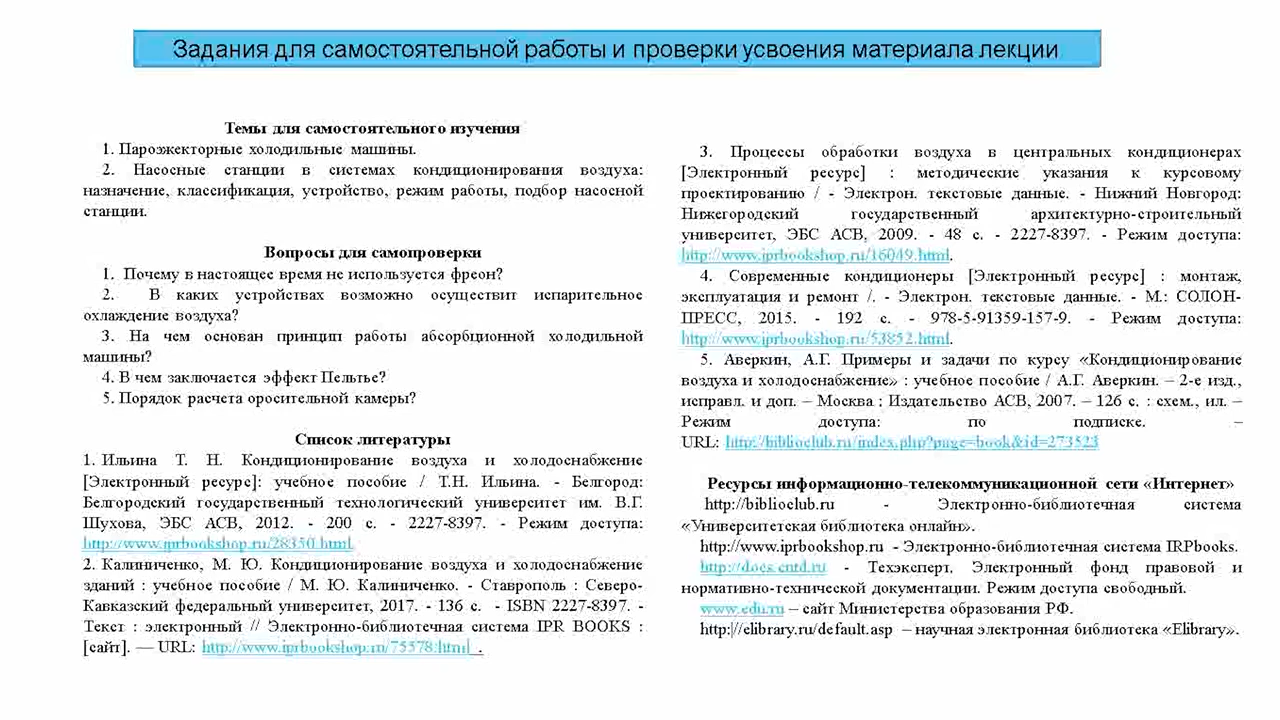 Задания для самостоятельной работы и проверки усвоения материала лекции
Темы для самостоятельного изучения
1. Пароэжекторные холодильные машины.
2. Насосные станции в системах кондиционирования воздуха:
назначение, классификация, устройство, режим работы, подбор насосной
станции.
Вопросы для самопроверки
1. Почему в настоящее время не используется фреон?
2. В каких устройствах возможно осуществит испарительное
охлаждение воздуха?
3. На чем основан принцип работы абсорбционной холодильной
машины?
4. В чем заключается эффект Пельтье?
5. Порядок расчета оросительной камеры?
Список литературы
1. Ильина Т. Н. Кондиционирование воздуха и холодоснабжение
[Электронный ресурс]: учебное пособие / Т.Н. Ильина. - Белгород:
Белгородский государственный технологический университет им. В.Г.
Шухова, ЭБС АСВ, 2012. - 200 с. - 2227-8397. - Режим доступа:
http://www.iprbookshop.ru/28350.html.
2. Калиниченко, М. Ю. Кондиционирование воздуха и холодоснабжение
зданий : учебное пособие / М. Ю. Калиниченко. - Ставрополь : Северо-
Кавказский федеральный университет, 2017. - 136 с. - ISBN 2227-8397. -
Текст : электронный // Электронно-библиотечная система IPR BOOKS :
[сайт]. — URL: http://www.iprbookshop.ru/75578.html .
3. Процессы обработки воздуха в центральных кондиционерах
[Электронный ресурс] : методические указания к курсовому
проектированию / - Электрон. текстовые данные. - Нижний Новгород:
Нижегородский государственный архитектурно-строительный
университет, ЭБС АСВ, 2009. - 48 с. - 2227-8397. - Режим доступа:
http://www.iprbookshop.ru/16049.html.
4. Современные кондиционеры [Электронный ресурс] : монтаж,
эксплуатация и ремонт /. - Электрон. текстовые данные. - М.: СОЛОН-
ПРЕСС, 2015. - 192 с. - 978-5-91359-157-9. - Режим доступа:
http://www.iprbookshop.ru/53852.html.
5. Аверкин, А.Г. Примеры и задачи по курсу «Кондиционирование
воздуха и холодоснабжение» : учебное пособие / А.Г. Аверкин. – 2-е изд.,
исправл. и доп. – Москва : Издательство АСВ, 2007. – 126 с. : схем., ил. –
Режим доступа: по подписке. –
URL: http://biblioclub.ru/index.php?page=book&id=273523
Ресурсы информационно-телекоммуникационной сети «Интернет»
http://biblioclub.ru - Электронно-библиотечная система
«Университетская библиотека онлайн».
http://www.iprbookshop.ru - Электронно-библиотечная система IRPbooks.
http://docs.cntd.ru - Техэксперт. Электронный фонд правовой и
нормативно-технической документации. Режим доступа свободный.
www.edu.ru – сайт Министерства образования РФ.
http://elibrary.ru/default.asp – научная электронная библиотека «Elibrary».